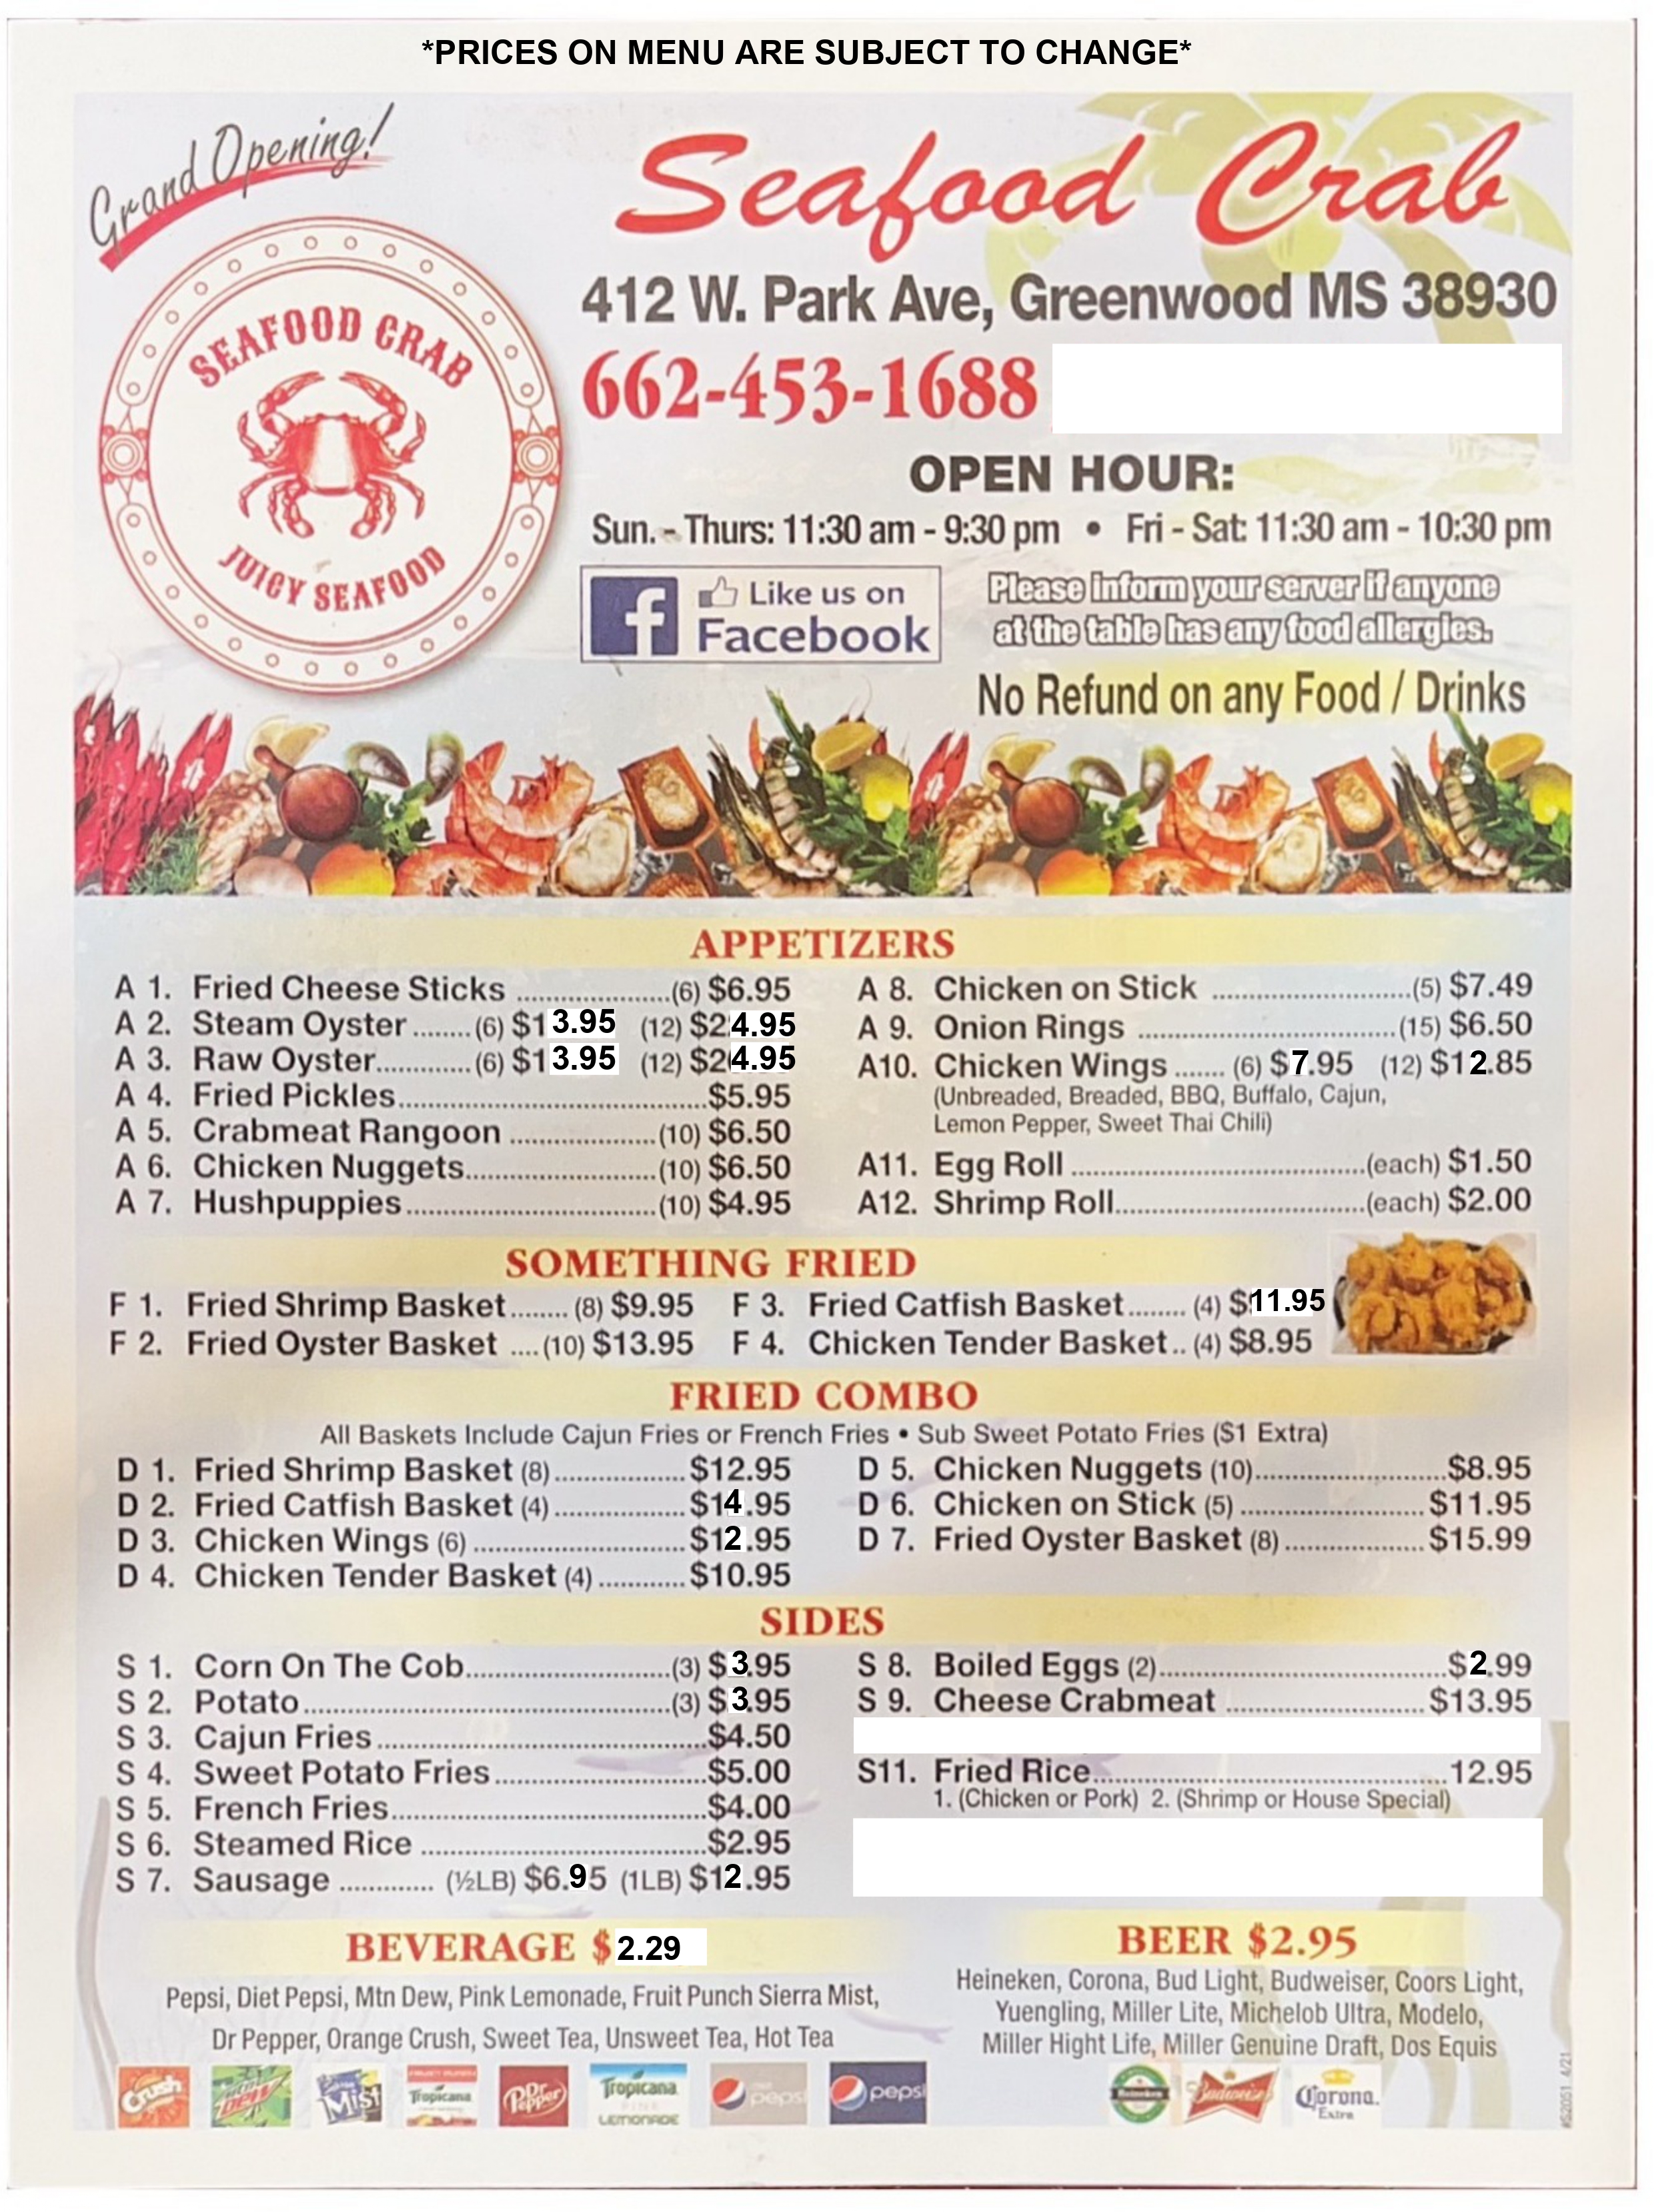 *PRICES ON MENU ARE SUBJECT TO CHANGE*
Grand Opening!
Seafood Crab
SEAFOOD CRAB
JUICY SEAFOOD
412 W. Park Ave, Greenwood MS 38930
662-453-1688
OPEN HOUR:
Sun. - Thurs: 11:30 am - 9:30 pm • Fri - Sat: 11:30 am - 10:30 pm
Like us on
Facebook
Please inform your server if anyone
at the table has any food allergies.
No Refund on any Food / Drinks
APPETIZERS
A 1. Fried Cheese Sticks ..................... (6) $6.95
A 2. Steam Oyster ........ (6) $13.95 (12) $24.95
A 3. Raw Oyster............. (6) $13.95 (12) $24.95
A 4. Fried Pickles.......................................... $5.95
A 5. Crabmeat Rangoon .................... (10) $6.50
A 6. Chicken Nuggets.......................... (10) $6.50
A 7. Hushpuppies.................................. (10) $4.95
A 8. Chicken on Stick ........................... (5) $7.49
A 9. Onion Rings ................................... (15) $6.50
A10. Chicken Wings ....... (6) $7.95 (12) $12.85
(Unbreaded, Breaded, BBQ, Buffalo, Cajun,
Lemon Pepper, Sweet Thai Chili)
A11. Egg Roll ........................................ (each) $1.50
A12. Shrimp Roll.................................. (each) $2.00
SOMETHING FRIED
F 1. Fried Shrimp Basket ........ (8) $9.95
F 2. Fried Oyster Basket .... (10) $13.95
F 3. Fried Catfish Basket ........ (4) $11.95
F 4. Chicken Tender Basket .. (4) $8.95
FRIED COMBO
All Baskets Include Cajun Fries or French Fries • Sub Sweet Potato Fries ($1 Extra)
D 1. Fried Shrimp Basket (8) .................. $12.95
D 2. Fried Catfish Basket (4) .................. $14.95
D 3. Chicken Wings (6) ............................. $12.95
D 4. Chicken Tender Basket (4) ............ $10.95
D 5. Chicken Nuggets (10).......................... $8.95
D 6. Chicken on Stick (5) ......................... $11.95
D 7. Fried Oyster Basket (8) ................... $15.99
SIDES
S 1. Corn On The Cob............................ (3) $3.95
S 2. Potato .................................................. (3) $3.95
S 3. Cajun Fries ............................................. $4.50
S 4. Sweet Potato Fries ............................. $5.00
S 5. French Fries........................................... $4.00
S 6. Steamed Rice ....................................... $2.95
S 7. Sausage ............. (½LB) $6.95 (1LB) $12.95
S 8. Boiled Eggs (2)....................................... $2.99
S 9. Cheese Crabmeat ........................... $13.95
S11. Fried Rice................................................ 12.95
1. (Chicken or Pork) 2. (Shrimp or House Special)
BEVERAGE $2.29
Pepsi, Diet Pepsi, Mtn Dew, Pink Lemonade, Fruit Punch Sierra Mist,
Dr Pepper, Orange Crush, Sweet Tea, Unsweet Tea, Hot Tea
Crush
Mtn Dew
Mist
Tropicana
Dr Pepper
Tropicana
PINK
LEMONADE
pepsi
pepsi
BEER $2.95
Heineken, Corona, Bud Light, Budweiser, Coors Light,
Yuengling, Miller Lite, Michelob Ultra, Modelo,
Miller Hight Life, Miller Genuine Draft, Dos Equis
Heineken
Budweiser
Corona.
Extra
#S2051 4/21